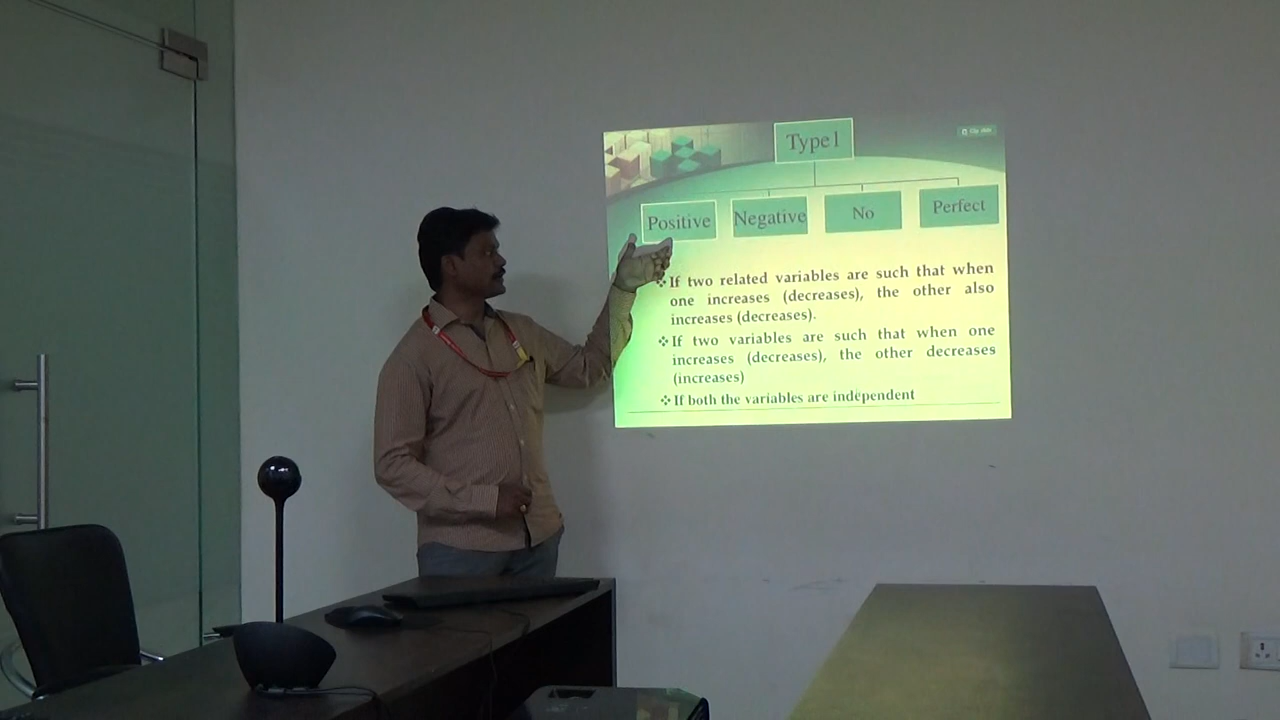 Type1
Positive Negative No Perfect
❖If two related variables are such that when
one increases (decreases), the other also
increases (decreases).
❖If two variables are such that when one
increases (decreases), the other decreases
(increases)
❖If both the variables are independent